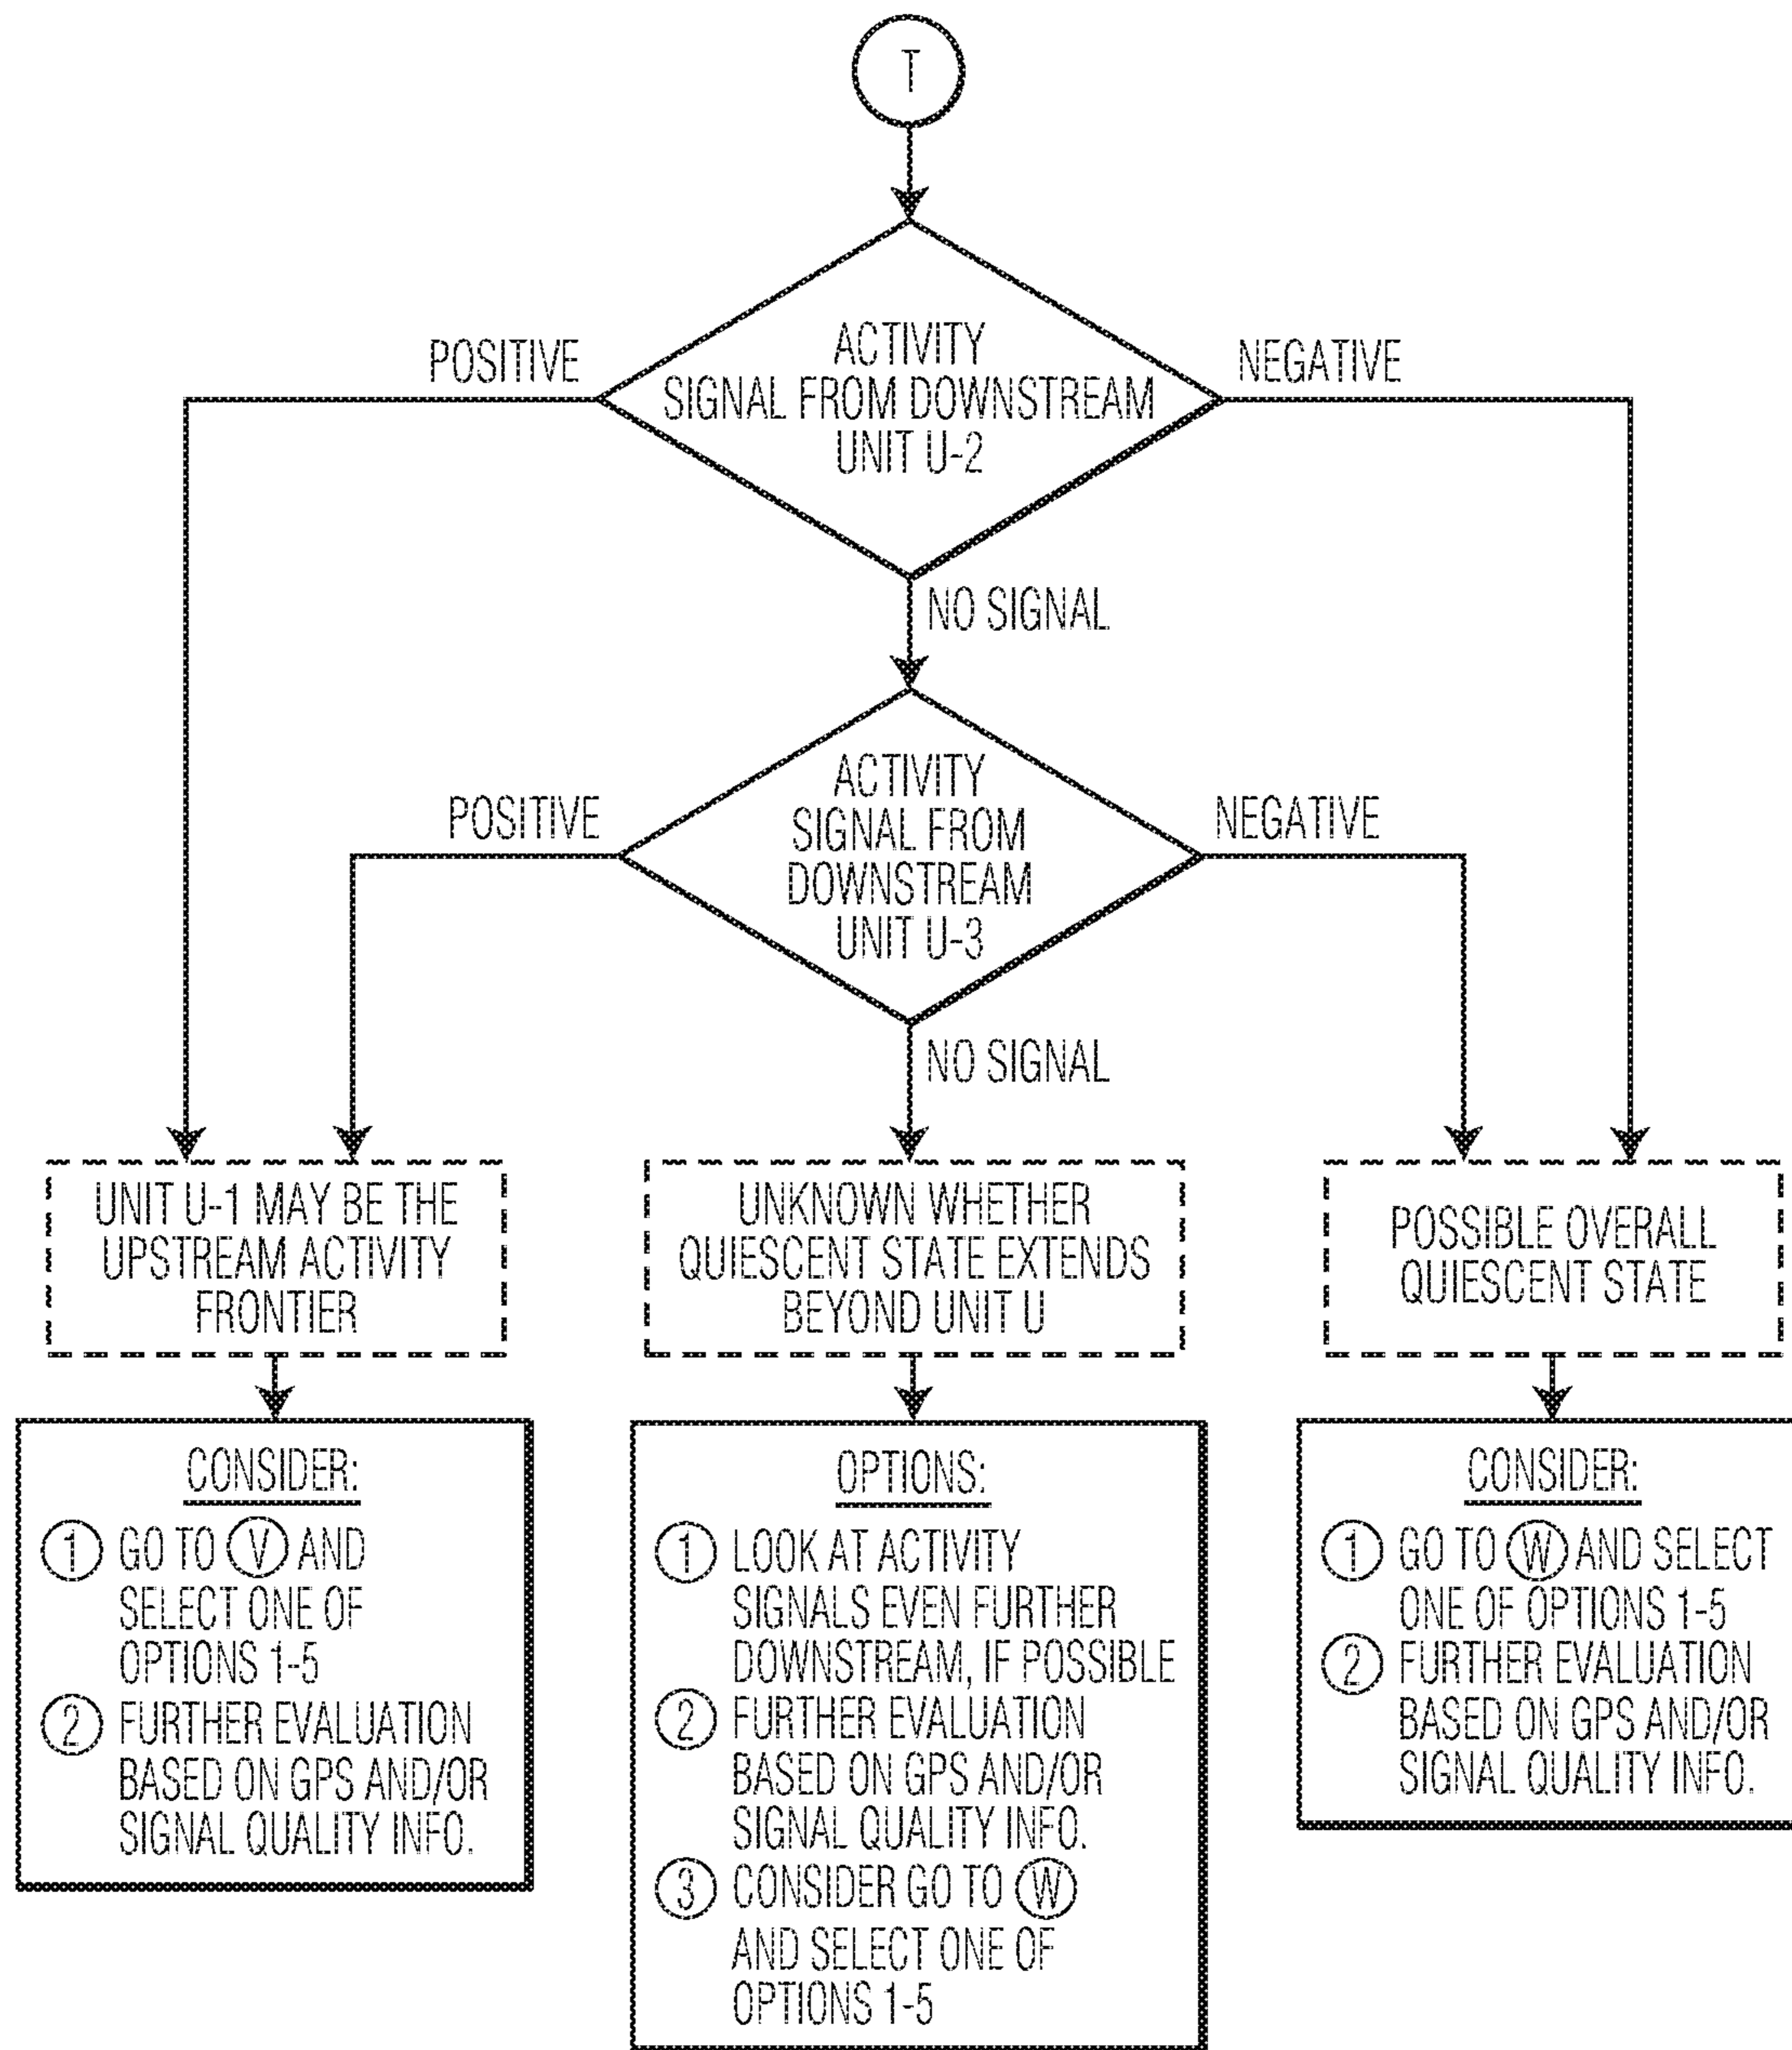 T
ACTIVITY
SIGNAL FROM DOWNSTREAM
UNIT U-2
POSITIVE
NEGATIVE
NO SIGNAL
ACTIVITY
SIGNAL FROM
DOWNSTREAM
UNIT U-3
POSITIVE
NEGATIVE
NO SIGNAL
UNIT U-1 MAY BE THE
UPSTREAM ACTIVITY
FRONTIER
UNKNOWN WHETHER
QUIESCENT STATE EXTENDS
BEYOND UNIT U
POSSIBLE OVERALL
QUIESCENT STATE
CONSIDER:
1 GO TO V AND
SELECT ONE OF
OPTIONS 1-5
2 FURTHER EVALUATION
BASED ON GPS AND/OR
SIGNAL QUALITY INFO.
OPTIONS:
1 LOOK AT ACTIVITY
SIGNALS EVEN FURTHER
DOWNSTREAM, IF POSSIBLE
2 FURTHER EVALUATION
BASED ON GPS AND/OR
SIGNAL QUALITY INFO.
3 CONSIDER GO TO W
AND SELECT ONE OF
OPTIONS 1-5
CONSIDER:
1 GO TO W AND SELECT
ONE OF OPTIONS 1-5
2 FURTHER EVALUATION
BASED ON GPS AND/OR
SIGNAL QUALITY INFO.